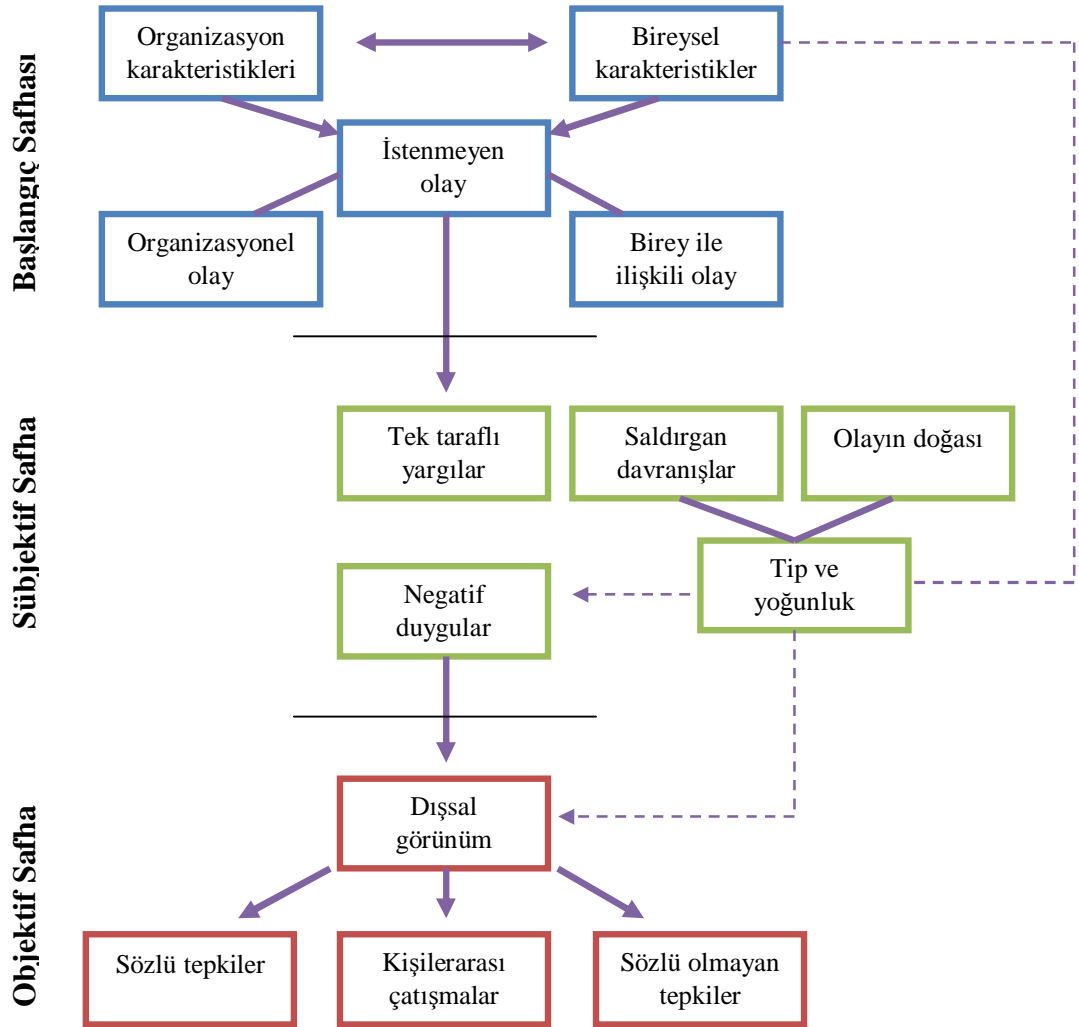 Başlangıç Safhası
Organizasyon
karakteristikleri
Bireysel
karakteristikler
İstenmeyen
olay
Organizasyonel
olay
Birey ile
ilişkili olay
Sübjektif Safha
Tek taraflı
yargılar
Saldırgan
davranışlar
Olayın doğası
Negatif
duygular
Tip ve
yoğunluk
Objektif Safha
Dışsal
görünüm
Sözlü tepkiler
Kişilerarası
çatışmalar
Sözlü olmayan
tepkiler